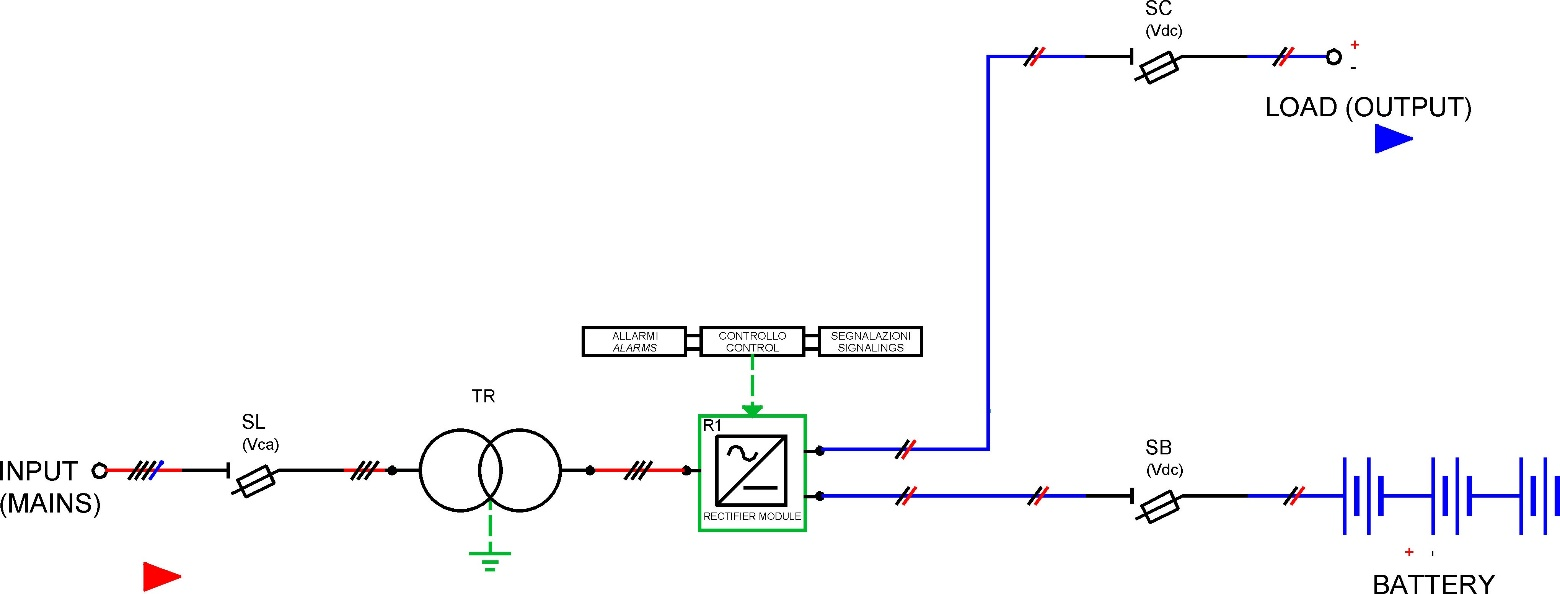 SC
(Vdc)
+
-
LOAD (OUTPUT)
ALLARMI
ALARMS
CONTROLLO
CONTROL
SEGNALAZIONI
SIGNALINGS
TR
SL
(Vca)
R1
RECTIFIER MODULE
SB
(Vdc)
INPUT
(MAINS)
+ -
BATTERY